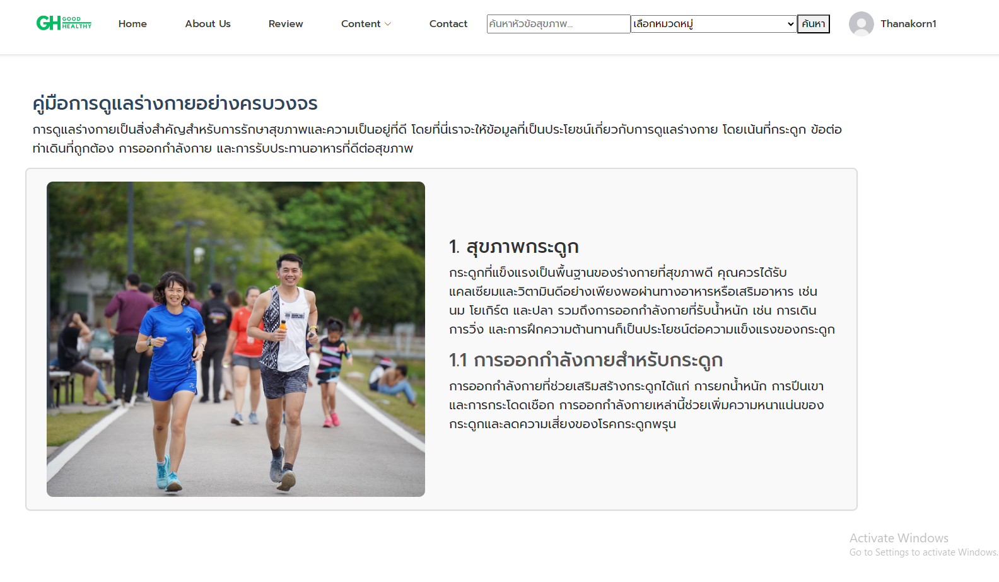 GH GOOD HEALTHY
Home About Us Review Content Contact ค้นหาหัวข้อสุขภาพ... เลือกหมวดหมู่ ค้นหา Thanakorn1
คู่มือการดูแลร่างกายอย่างครบวงจร
การดูแลร่างกายเป็นสิ่งสำคัญสำหรับการรักษาสุขภาพและความเป็นอยู่ที่ดี โดยที่นี่เราจะให้ข้อมูลที่เป็นประโยชน์เกี่ยวกับการดูแลร่างกาย โดยเน้นที่กระดูก ข้อต่อ
ท่าเดินที่ถูกต้อง การออกกำลังกาย และการรับประทานอาหารที่ดีต่อสุขภาพ
1. สุขภาพกระดูก
กระดูกที่แข็งแรงเป็นพื้นฐานของร่างกายที่สุขภาพดี คุณควรได้รับ
แคลเซียมและวิตามินดีอย่างเพียงพอผ่านทางอาหารหรือเสริมอาหาร เช่น
นม โยเกิร์ต และปลา รวมถึงการออกกำลังกายที่รับน้ำหนัก เช่น การเดิน
การวิ่ง และการฝึกความต้านทานก็เป็นประโยชน์ต่อความแข็งแรงของกระดูก
1.1 การออกกำลังกายสำหรับกระดูก
การออกกำลังกายที่ช่วยเสริมสร้างกระดูกได้แก่ การยกน้ำหนัก การปีนเขา
และการกระโดดเชือก การออกกำลังกายเหล่านี้ช่วยเพิ่มความหนาแน่นของ
กระดูกและลดความเสี่ยงของโรคกระดูกพรุน
Activate Windows
Go to Settings to activate Windows.